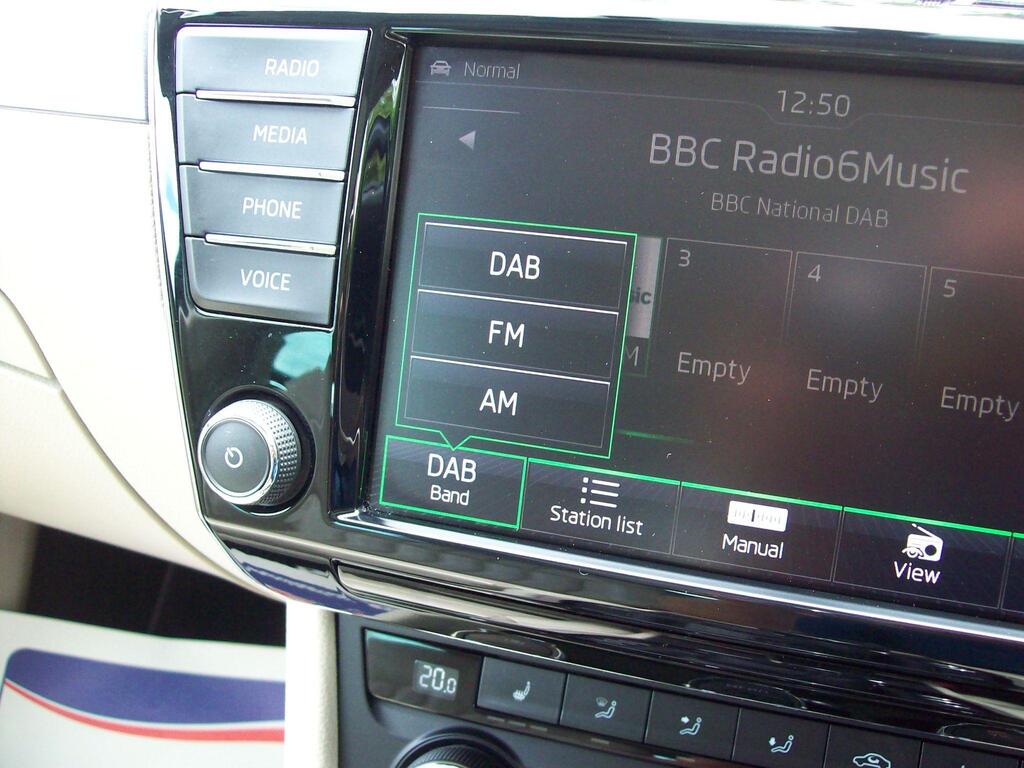 RADIO
MEDIA
PHONE
VOICE
Normal
12:50
BBC Radio6Music
BBC National DAB
DAB
FM
AM
3
4
5
Empty
Empty
Empty
DAB
Band
Station list
Manual
View
20.0